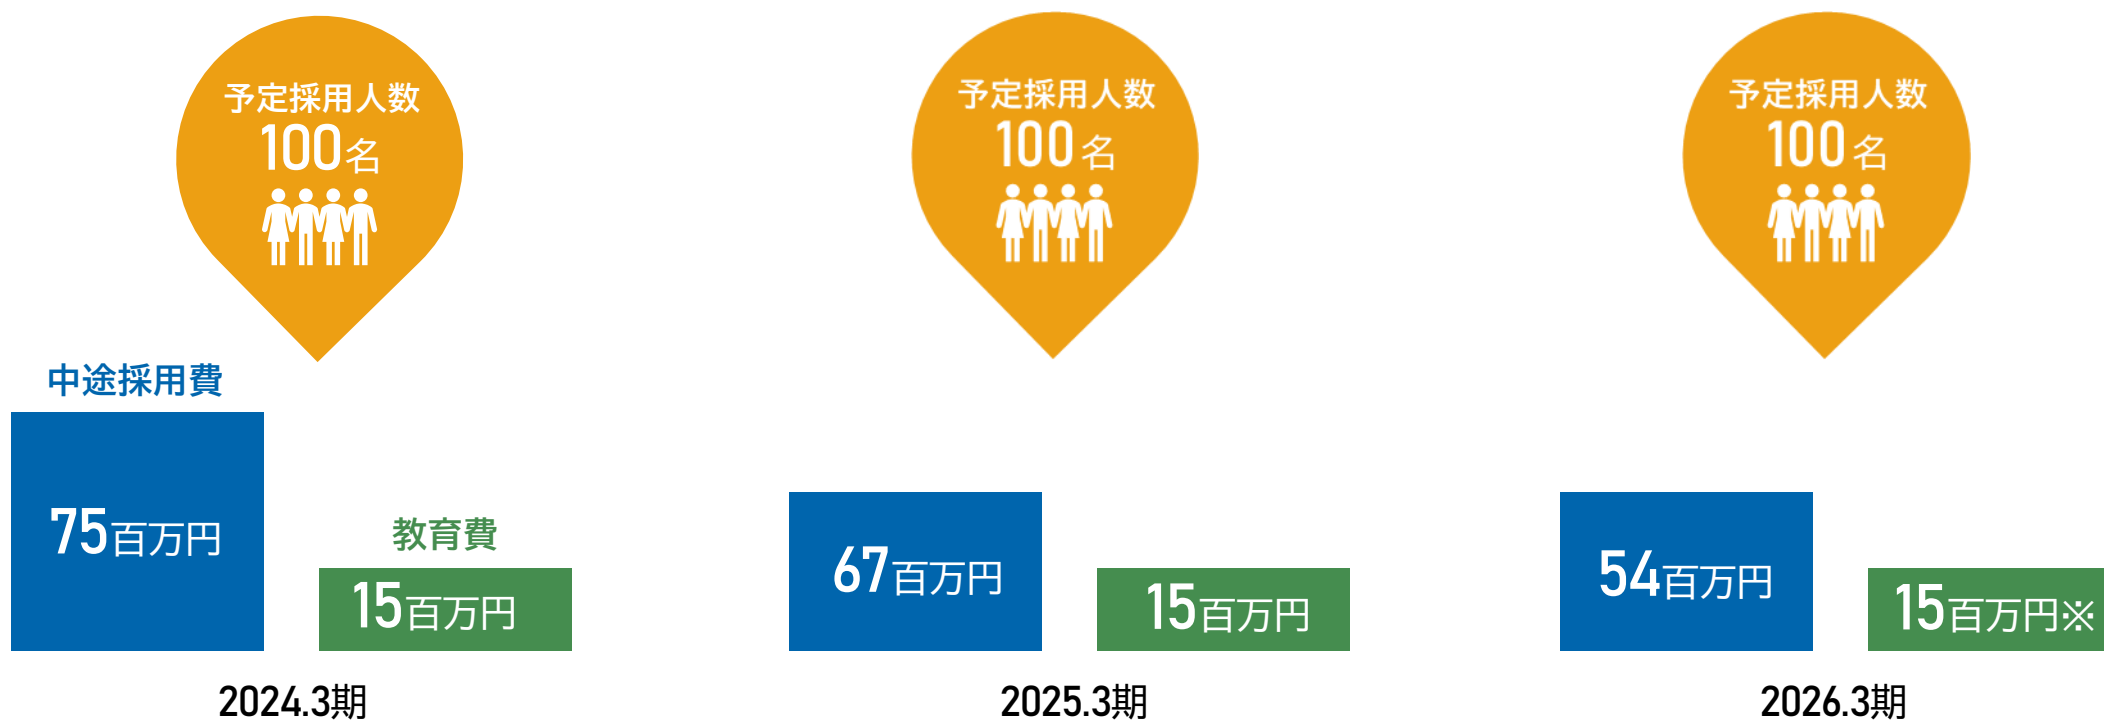 予定採用人数
100名
中途採用費
75百万円
教育費
15百万円
2024.3期
予定採用人数
100名
67百万円
15百万円
2025.3期
予定採用人数
100名
54百万円
15百万円※
2026.3期